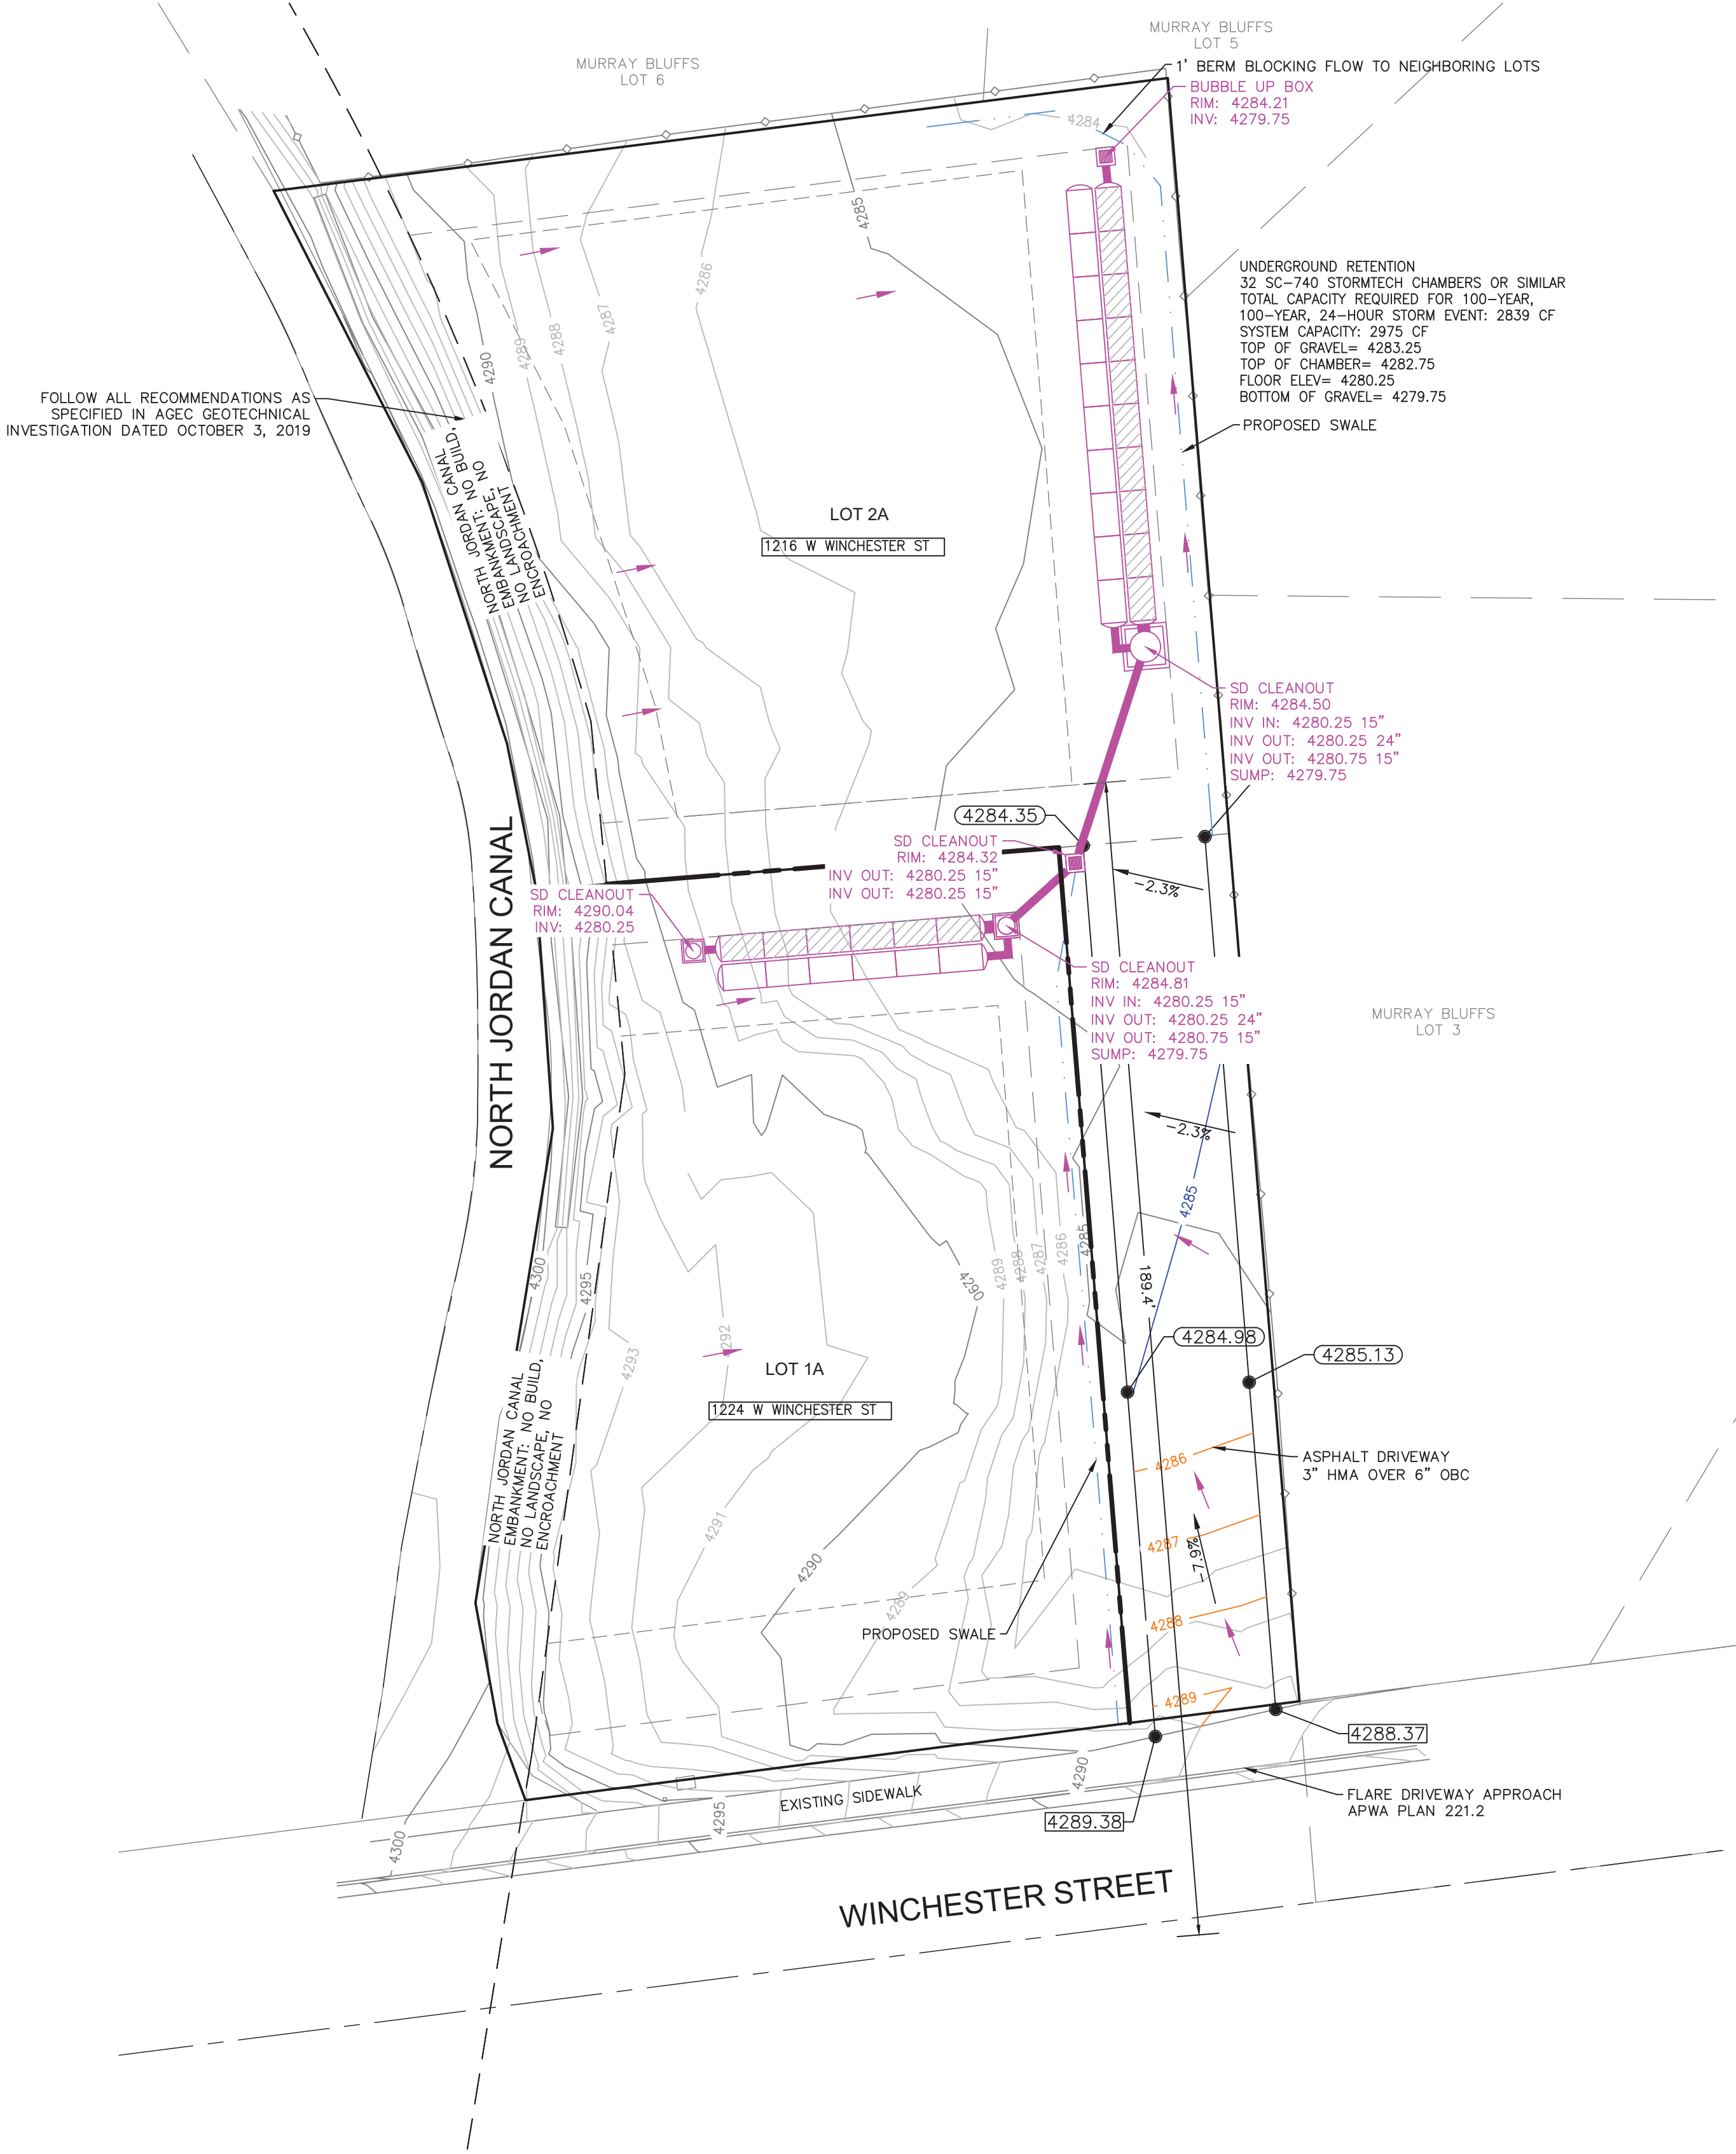 MURRAY BLUFFS
LOT 5
MURRAY BLUFFS
LOT 6
1' BERM BLOCKING FLOW TO NEIGHBORING LOTS
BUBBLE UP BOX
RIM: 4284.21
INV: 4279.75
4284
4285
4286
4287
4288
4289
4290
UNDERGROUND RETENTION
32 SC-740 STORMTECH CHAMBERS OR SIMILAR
TOTAL CAPACITY REQUIRED FOR 100-YEAR,
100-YEAR, 24-HOUR STORM EVENT: 2839 CF
SYSTEM CAPACITY: 2975 CF
TOP OF GRAVEL= 4283.25
TOP OF CHAMBER= 4282.75
FLOOR ELEV= 4280.25
BOTTOM OF GRAVEL= 4279.75
PROPOSED SWALE
FOLLOW ALL RECOMMENDATIONS AS
SPECIFIED IN AGEC GEOTECHNICAL
INVESTIGATION DATED OCTOBER 3, 2019
NORTH JORDAN CANAL
EMBANKMENT: NO BUILD,
NO LANDSCAPE, NO
ENCROACHMENT
LOT 2A
1216 W WINCHESTER ST
SD CLEANOUT
RIM: 4284.50
INV IN: 4280.25 15"
INV OUT: 4280.25 24"
INV OUT: 4280.75 15"
SUMP: 4279.75
4284.35
SD CLEANOUT
RIM: 4284.32
INV OUT: 4280.25 15"
INV OUT: 4280.25 15"
-2.3%
SD CLEANOUT
RIM: 4290.04
INV: 4280.25
NORTH JORDAN CANAL
SD CLEANOUT
RIM: 4284.81
INV IN: 4280.25 15"
INV OUT: 4280.25 24"
INV OUT: 4280.75 15"
SUMP: 4279.75
MURRAY BLUFFS
LOT 3
-2.3%
4285
4285
4286
4287
4288
4289
4290
189.4'
4300
4295
4293
4292
4284.98
4285.13
LOT 1A
1224 W WINCHESTER ST
NORTH JORDAN CANAL
EMBANKMENT: NO BUILD,
NO LANDSCAPE, NO
ENCROACHMENT
4286
ASPHALT DRIVEWAY
3" HMA OVER 6" OBC
4291
4290
4289
4287
-7.6%
4288
PROPOSED SWALE
4289
4288.37
4290
FLARE DRIVEWAY APPROACH
APWA PLAN 221.2
EXISTING SIDEWALK
4289.38
4295
4300
WINCHESTER STREET